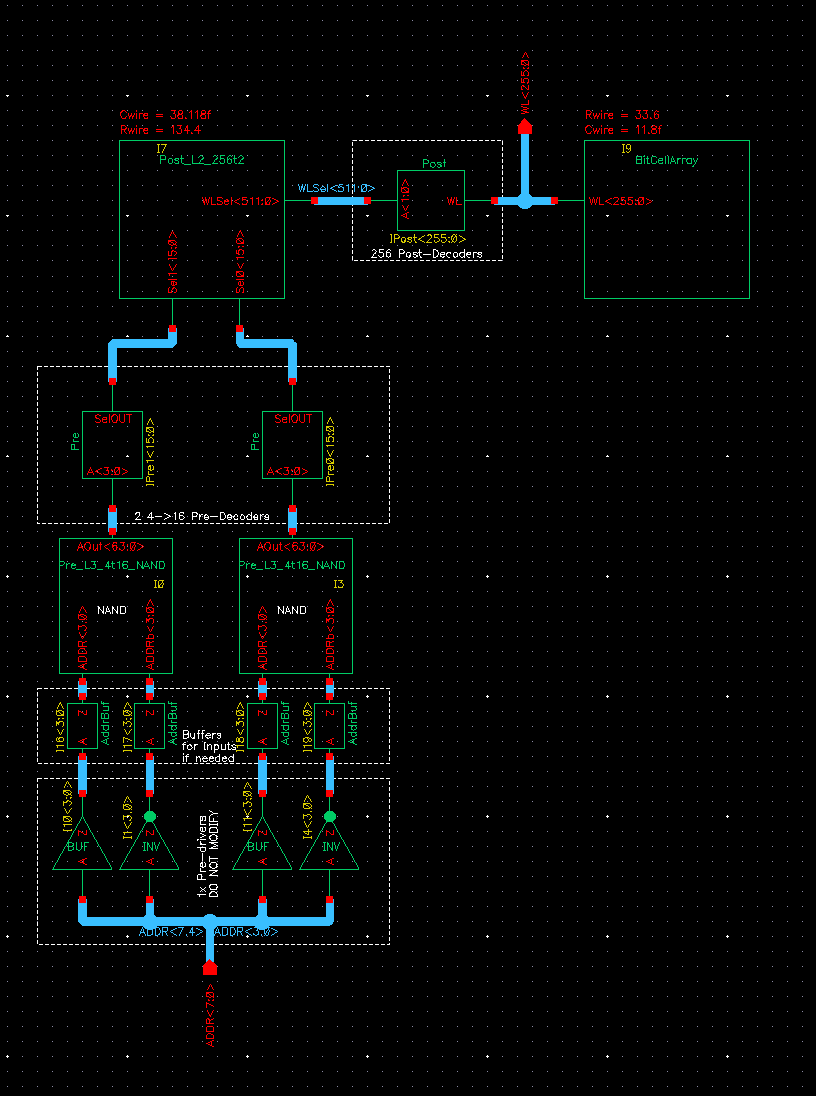 WL<255:0>
Cwire = 38.118f
Rwire = 134.4
I7
Post_L2_256t2
WLSel<511:0>
Sel1<15:0>
Sel0<15:0>
WLSel<511:0>
Post
A<1:0>
WL
IPost<255:0>
256 Post-Decoders
Rwire = 33.6
Cwire = 11.8f
I9
BitCellArray
WL<255:0>
SelOUT
Pre
A<3:0>
IPre1<15:0>
SelOUT
Pre
A<3:0>
IPre0<15:0>
2 4->16 Pre-Decoders
AOut<63:0>
Pre_L3_4t16_NAND
I0
NAND
ADDR<3:0>
ADDRb<3:0>
AOut<63:0>
Pre_L3_4t16_NAND
I3
NAND
ADDR<3:0>
ADDRb<3:0>
I16<3:0>
Z
A
AddrBuf
I17<3:0>
Z
A
AddrBuf
Buffers
for Inputs
if needed
I18<3:0>
Z
A
AddrBuf
I19<3:0>
Z
A
AddrBuf
I10<3:0>
Z
BUF
A
I1<3:0>
Z
INV
A
1x Pre-drivers
DO NOT MODIFY
I11<3:0>
Z
BUF
A
I4<3:0>
Z
INV
A
ADDR<7:4>
ADDR<3:0>
ADDR<7:0>